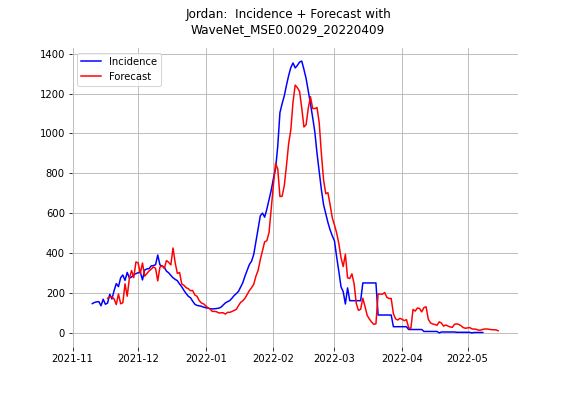 Jordan:  Incidence + Forecast with
WaveNet_MSE0.0029_20220409
1400
1200
1000
800
600
400
200
0
Incidence
Forecast
2021-11 2021-12 2022-01 2022-02 2022-03 2022-04 2022-05